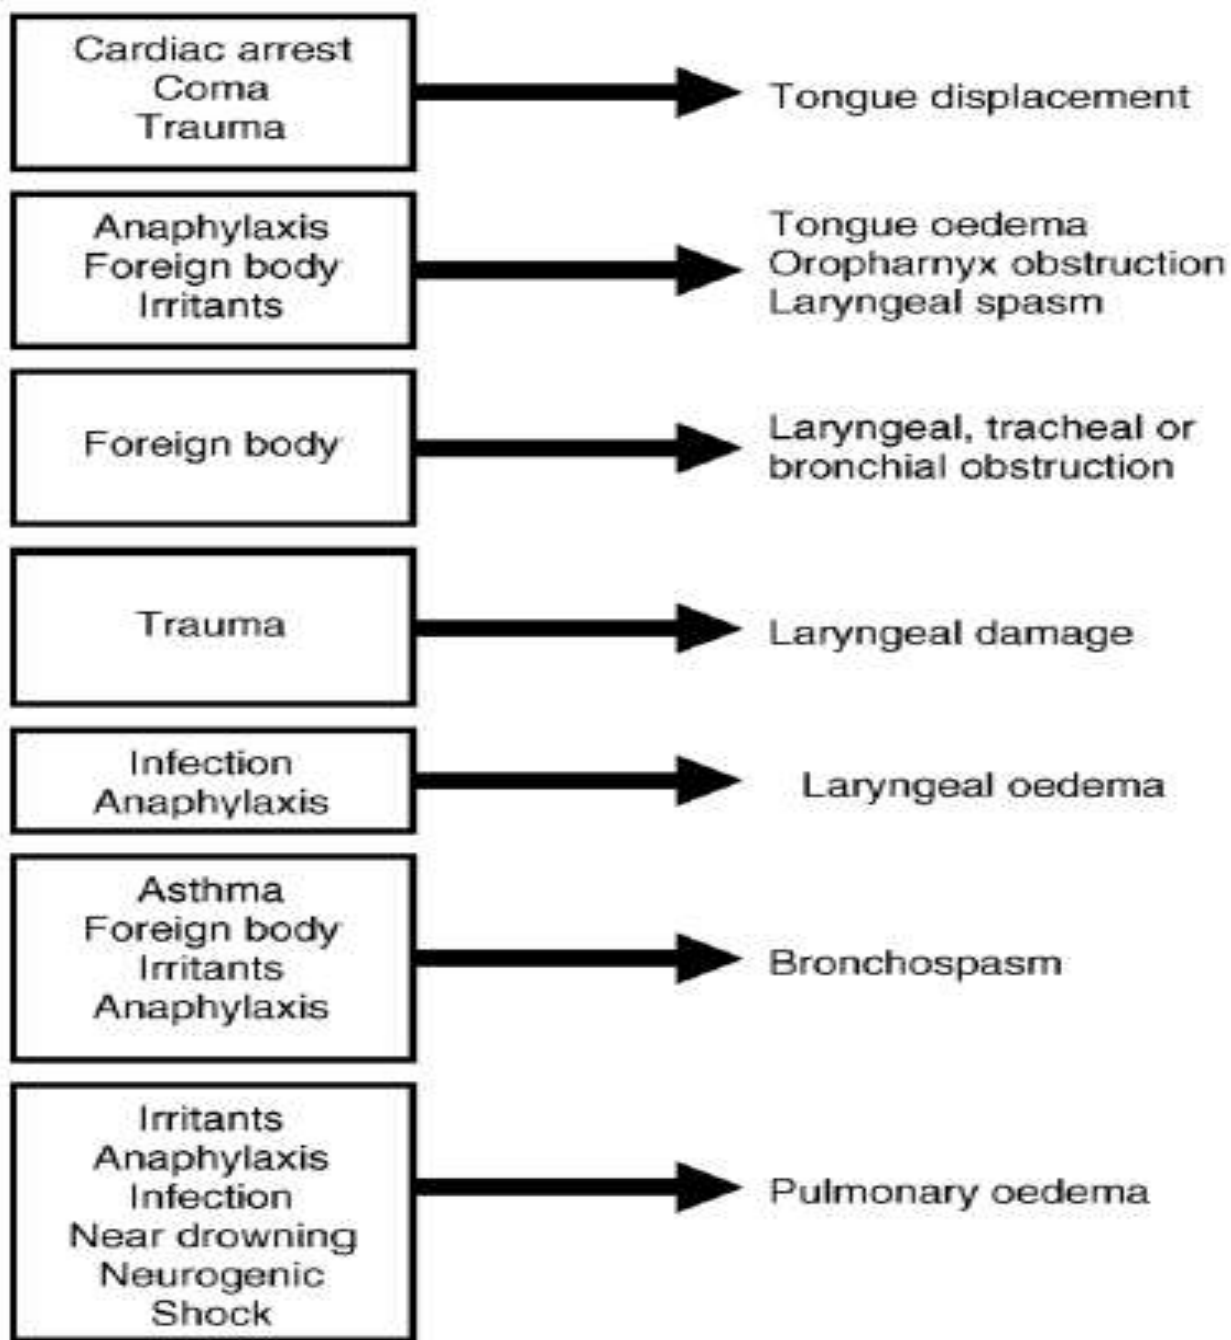 Cardiac arrest
Coma
Trauma
Tongue displacement
Anaphylaxis
Foreign body
Irritants
Tongue oedema
Oropharnyx obstruction
Laryngeal spasm
Foreign body
Laryngeal, tracheal or
bronchial obstruction
Trauma
Laryngeal damage
Infection
Anaphylaxis
Laryngeal oedema
Asthma
Foreign body
Irritants
Anaphylaxis
Bronchospasm
Irritants
Anaphylaxis
Infection
Near drowning
Neurogenic
Shock
Pulmonary oedema